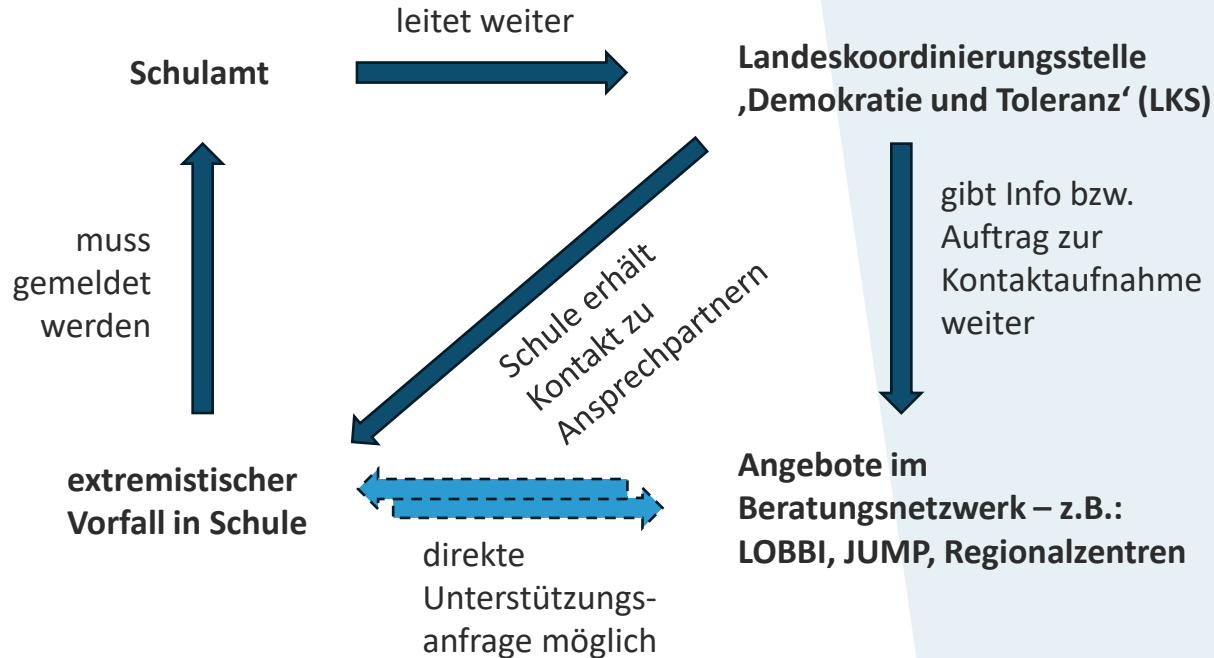 leitet weiter
Schulamt
Landeskoordinierungsstelle
‚Demokratie und Toleranz‘ (LKS)
muss
gemeldet
werden
Schule erhält
Kontakt zu
Ansprechpartnern
gibt Info bzw.
Auftrag zur
Kontaktaufnahme
weiter
extremistischer
Vorfall in Schule
direkte
Unterstützungs-
anfrage möglich
Angebote im
Beratungsnetzwerk – z.B.:
LOBBI, JUMP, Regionalzentren